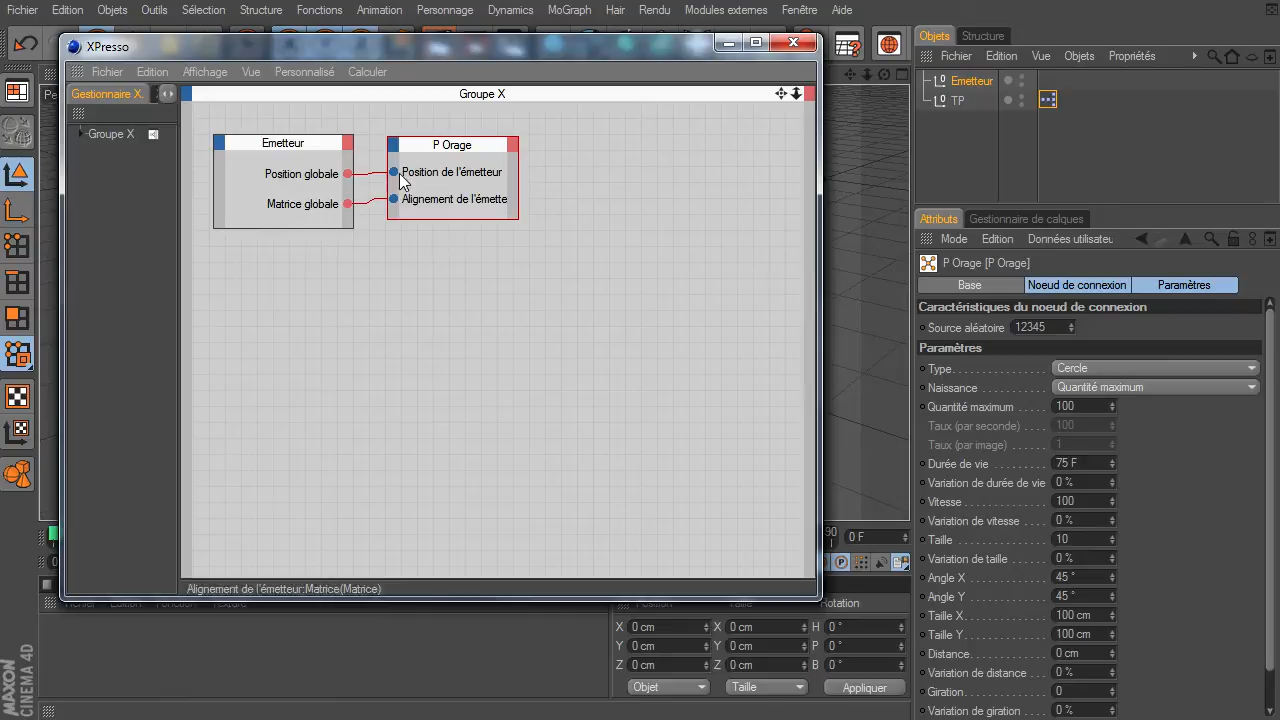 Fichier Edition Objets Outils Sélection Structure Fonctions Animation Personnage Dynamics MoGraph Hair Rendu Modules externes Fenêtre Aide
XPresso
Fichier Edition Affichage Vue Personnalisé Calculer
Gestionnaire X.
Groupe X
Groupe X
Emetteur
Position globale
Matrice globale
P Orage
Position de l'émetteur
Alignement de l'émette
Alignement de l'émetteur:Matrice(Matrice)
Objets Structure
Fichier Edition Vue Objets Propriétés
Emetteur
TP
Attributs Gestionnaire de calques
Mode Edition Données utilisateu
P Orage [P Orage]
Base Noeud de connexion Paramètres
Caractéristiques du noeud de connexion
Source aléatoire 12345
Paramètres
Type Cercle
Naissance Quantité maximum
Quantité maximum 100
Taux (par seconde) 100
Taux (par image) 1
Durée de vie 75 F
Variation de durée de vie 0 %
Vitesse 100
Variation de vitesse 0 %
Taille 10
Variation de taille 0 %
Angle X 45 °
Angle Y 45 °
Taille X 100 cm
Taille Y 100 cm
Distance 0 cm
Variation de distance 0 %
Giration 0
Variation de giration 0 %
90 0 F
Fichier Edition Fonction Texture
Position Taille Rotation
X 0 cm X 0 cm H 0 °
Y 0 cm Y 0 cm P 0 °
Z 0 cm Z 0 cm B 0 °
Objet Taille Appliquer
MAXON
CINEMA 4D